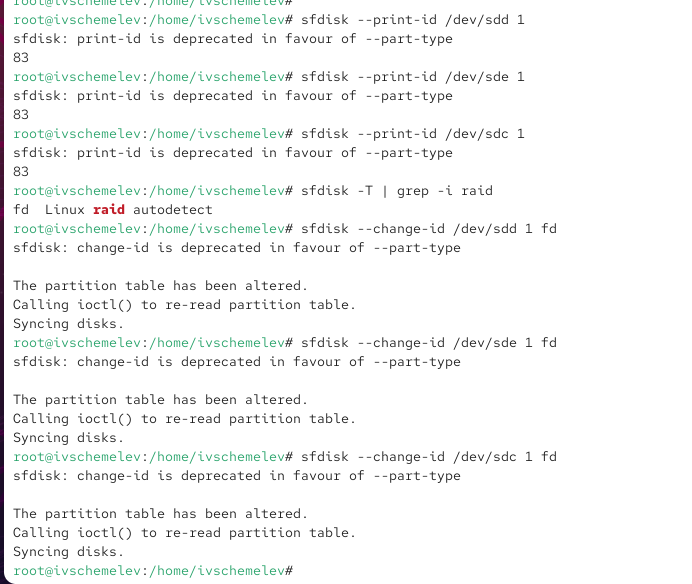 root@ivschemelev:/home/ivschemelev#
root@ivschemelev:/home/ivschemelev# sfdisk --print-id /dev/sdd 1
sfdisk: print-id is deprecated in favour of --part-type
83
root@ivschemelev:/home/ivschemelev# sfdisk --print-id /dev/sde 1
sfdisk: print-id is deprecated in favour of --part-type
83
root@ivschemelev:/home/ivschemelev# sfdisk --print-id /dev/sdc 1
sfdisk: print-id is deprecated in favour of --part-type
83
root@ivschemelev:/home/ivschemelev# sfdisk -T | grep -i raid
fd  Linux raid autodetect
root@ivschemelev:/home/ivschemelev# sfdisk --change-id /dev/sdd 1 fd
sfdisk: change-id is deprecated in favour of --part-type
The partition table has been altered.
Calling ioctl() to re-read partition table.
Syncing disks.
root@ivschemelev:/home/ivschemelev# sfdisk --change-id /dev/sde 1 fd
sfdisk: change-id is deprecated in favour of --part-type
The partition table has been altered.
Calling ioctl() to re-read partition table.
Syncing disks.
root@ivschemelev:/home/ivschemelev# sfdisk --change-id /dev/sdc 1 fd
sfdisk: change-id is deprecated in favour of --part-type
The partition table has been altered.
Calling ioctl() to re-read partition table.
Syncing disks.
root@ivschemelev:/home/ivschemelev#